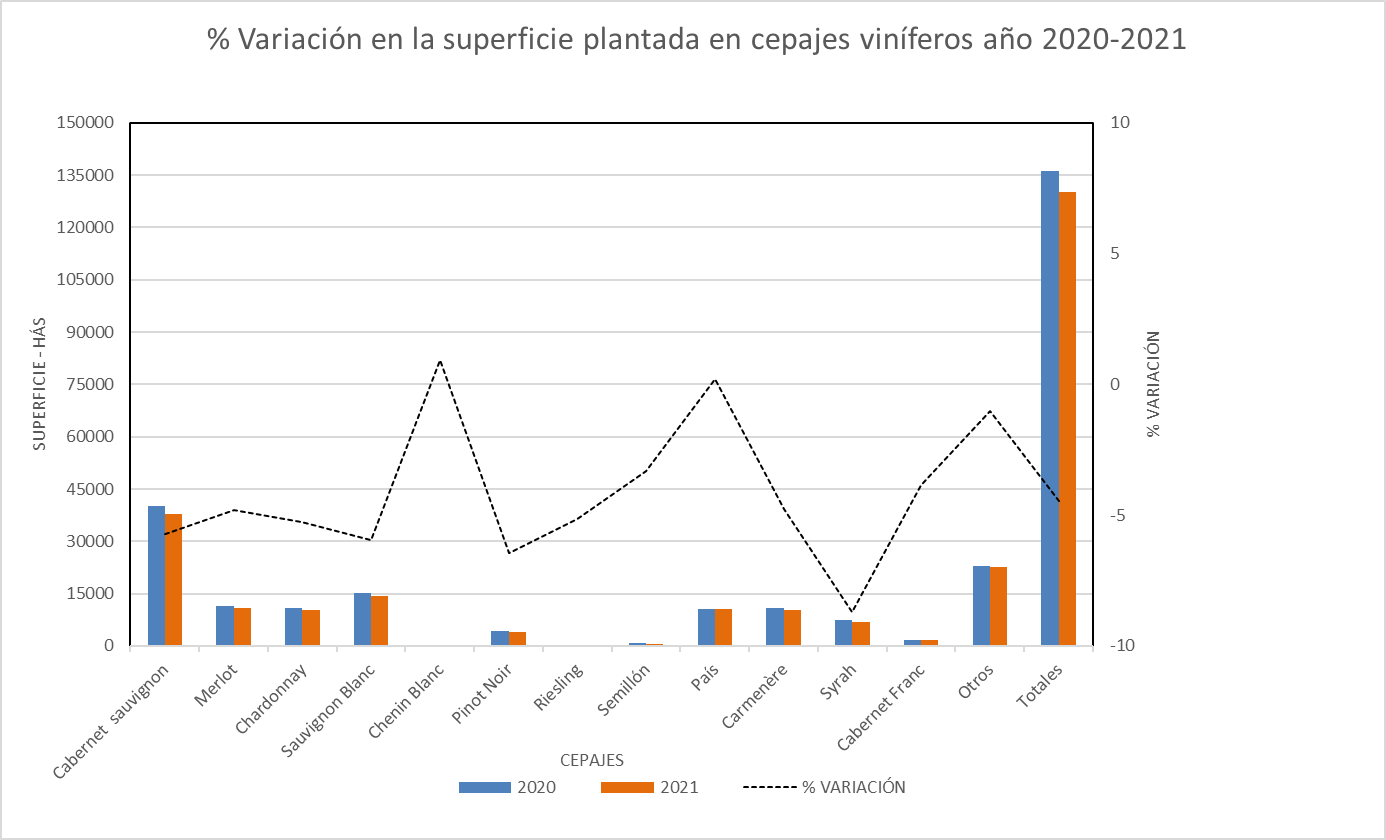 % Variación en la superficie plantada en cepajes viníferos año 2020-2021
150000
135000
120000
105000
90000
75000
60000
45000
30000
15000
0
SUPERFICIE - HÁS
10
5
0
-5
-10
% VARIACIÓN
Cabernet sauvignon
Merlot
Chardonnay
Sauvignon Blanc
Chenin Blanc
Pinot Noir
Riesling
Semillón
País
Carmenère
Syrah
Cabernet Franc
Otros
Totales
CEPAJES
2020 2021 % VARIACIÓN